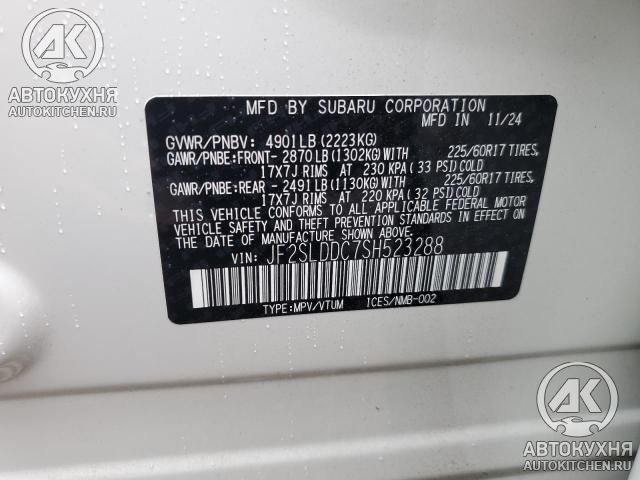 АК
АВТОКУХНЯ
AUTOKITCHEN.RU
MFD BY SUBARU CORPORATION
MFD IN 11/24
GVWR/PNBV: 4901LB (2223KG)
GAWR/PNBE:FRONT- 2870LB (1302KG) WITH 225/60R17 TIRES,
17X7J RIMS AT 230 KPA (33 PSI) COLD
GAWR/PNBE:REAR - 2491LB (1130KG) WITH 225/60R17 TIRES,
17X7J RIMS AT 220 KPA (32 PSI) COLD
THIS VEHICLE CONFORMS TO ALL APPLICABLE FEDERAL MOTOR
VEHICLE SAFETY AND THEFT PREVENTION STANDARDS IN EFFECT
ON THE DATE OF MANUFACTURE SHOWN ABOVE.
VIN: JF2SLDDC7SH523288
TYPE:MPV/VTUM ICES/NMB-002
АК
АВТОКУХНЯ
AUTOKITCHEN.RU